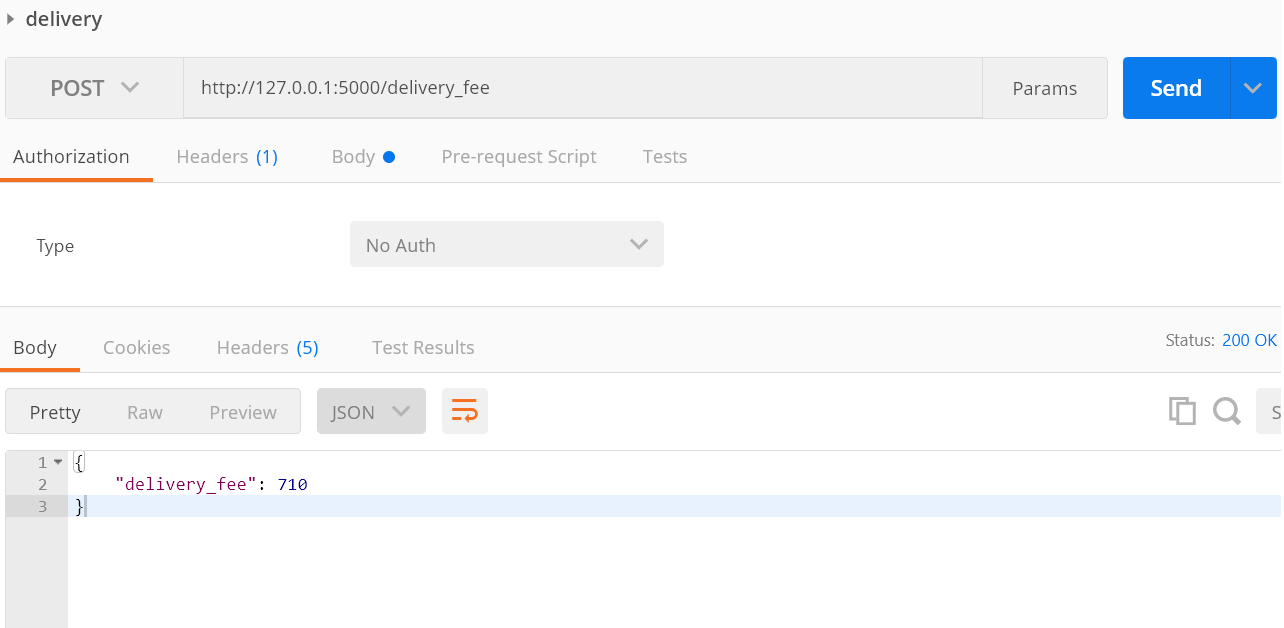 delivery
POST http://127.0.0.1:5000/delivery_fee Params Send
Authorization Headers (1) Body Pre-request Script Tests
Type No Auth
Body Cookies Headers (5) Test Results Status: 200 OK
Pretty Raw Preview JSON S
1 {
2 "delivery_fee": 710
3 }